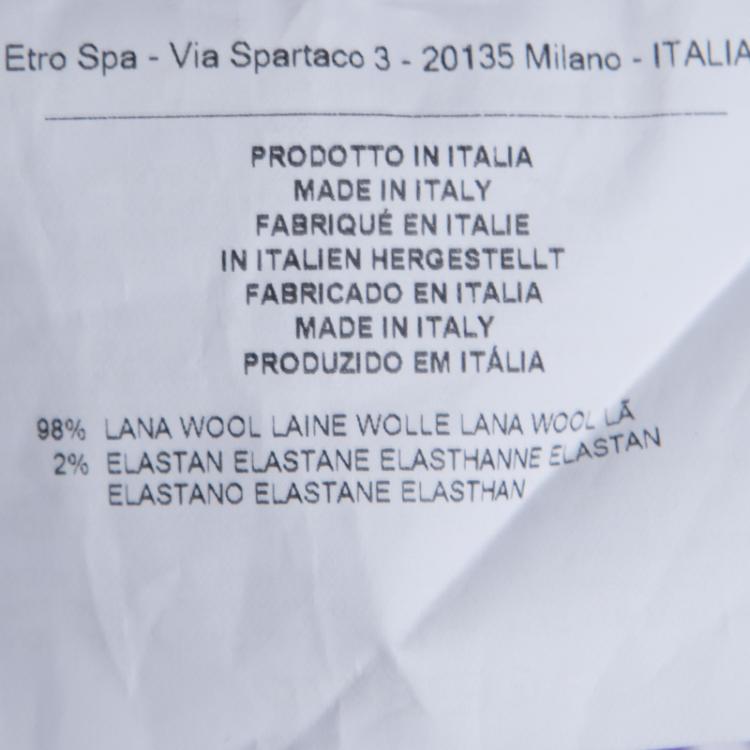 Etro Spa - Via Spartaco 3 - 20135 Milano - ITALIA
PRODOTTO IN ITALIA
MADE IN ITALY
FABRIQUÉ EN ITALIE
IN ITALIEN HERGESTELLT
FABRICADO EN ITALIA
MADE IN ITALY
PRODUZIDO EM ITÁLIA
98% LANA WOOL LAINE WOLLE LANA WOOL LÃ
2% ELASTAN ELASTANE ELASTHANNE ELASTAN
ELASTANO ELASTANE ELASTHAN